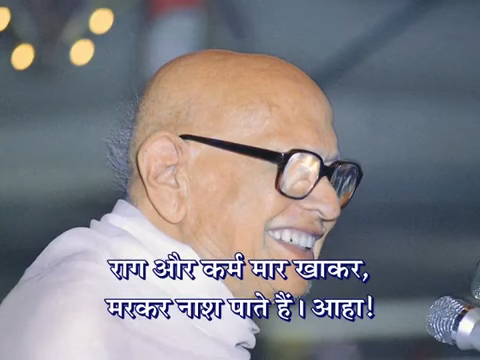 राग और कर्म मार खाकर,
मरकर नाश पाते हैं। आहा!